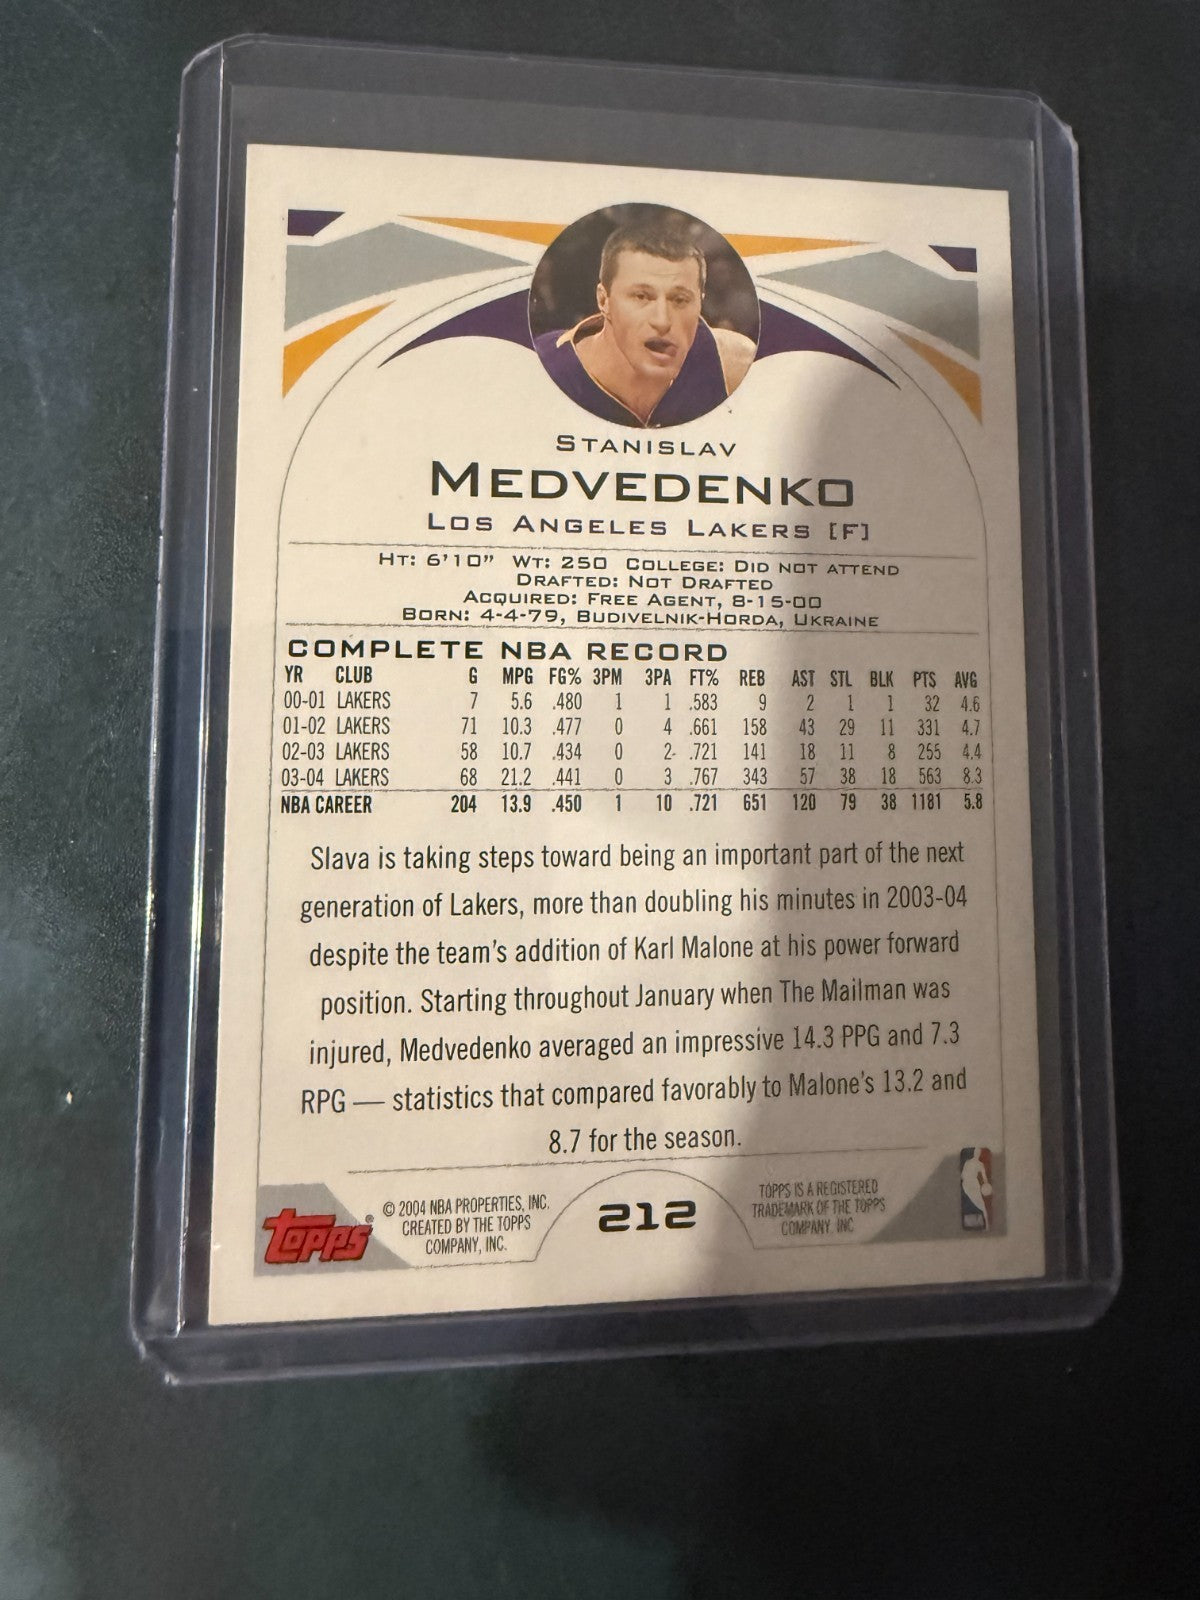 STANISLAV
MEDVEDENKO
LOS ANGELES LAKERS [F]
HT: 6'10" WT: 250 COLLEGE: DID NOT ATTEND
DRAFTED: NOT DRAFTED
ACQUIRED: FREE AGENT, 8-15-00
BORN: 4-4-79, BUDIVELNIK-HORDA, UKRAINE
COMPLETE NBA RECORD
YR CLUB G MPG FG% 3PM 3PA FT% REB AST STL BLK PTS AVG
00-01 LAKERS 7 5.6 .480 1 1 .583 9 2 1 1 32 4.6
01-02 LAKERS 71 10.3 .477 0 4 .661 158 43 29 11 331 4.7
02-03 LAKERS 58 10.7 .434 0 2 .721 141 18 11 8 255 4.4
03-04 LAKERS 68 21.2 .441 0 3 .767 343 57 38 18 563 8.3
NBA CAREER 204 13.9 .450 1 10 .721 651 120 79 38 1181 5.8
Slava is taking steps toward being an important part of the next
generation of Lakers, more than doubling his minutes in 2003-04
despite the team's addition of Karl Malone at his power forward
position. Starting throughout January when The Mailman was
injured, Medvedenko averaged an impressive 14.3 PPG and 7.3
RPG — statistics that compared favorably to Malone's 13.2 and
8.7 for the season.
Topps®
© 2004 NBA PROPERTIES, INC.
CREATED BY THE TOPPS
COMPANY, INC.
212
TOPPS IS A REGISTERED
TRADEMARK OF THE TOPPS
COMPANY, INC.
NBA